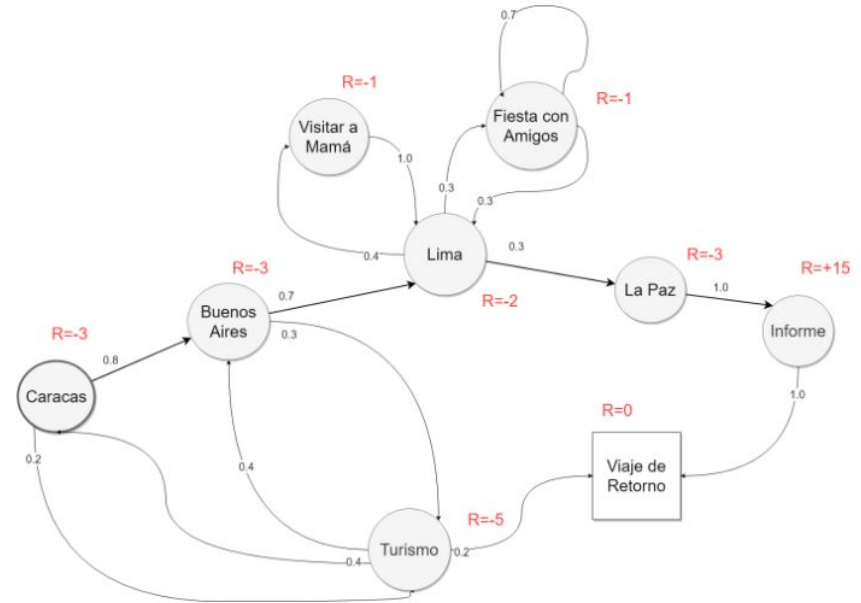 0.7
R=-1
Visitar a
Mamá
Fiesta con
Amigos
R=-1
1.0
0.3
0.3
0.4
Lima
0.3
R=-3
R=-3
La Paz
1.0
R=+15
R=-2
Buenos
Aires
0.7
0.3
Informe
R=-3
0.8
Caracas
1.0
R=0
0.2
0.4
Viaje de
Retorno
R=-5
Turismo
0.2
0.4